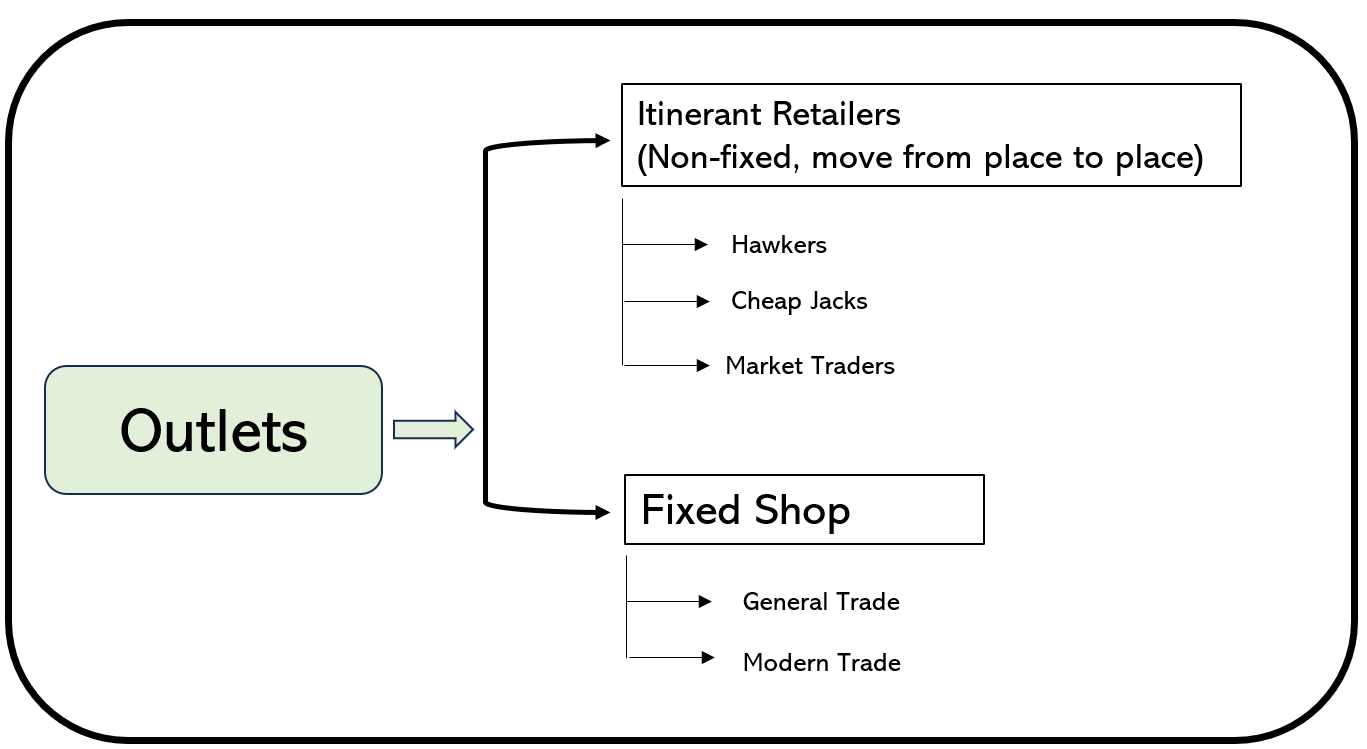 Itinerant Retailers
(Non-fixed, move from place to place)
Hawkers
Cheap Jacks
Market Traders
Outlets
Fixed Shop
General Trade
Modern Trade